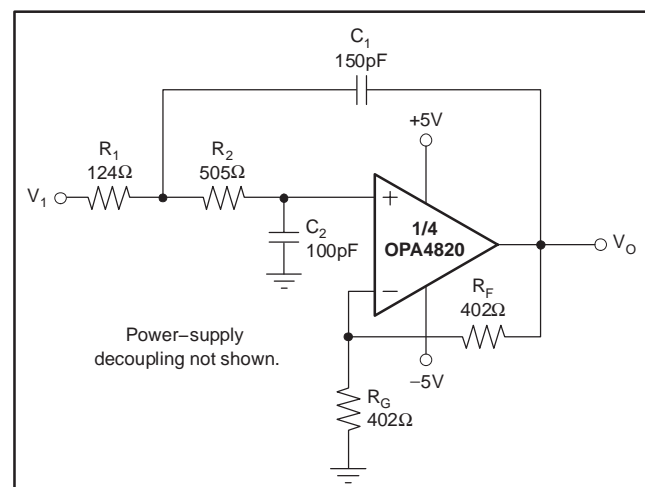 C1
150pF
+5V
R1
124Ω
R2
505Ω
V1
+
1/4
OPA4820
C2
100pF
VO
−
RF
402Ω
Power−supply
decoupling not shown.
−5V
RG
402Ω